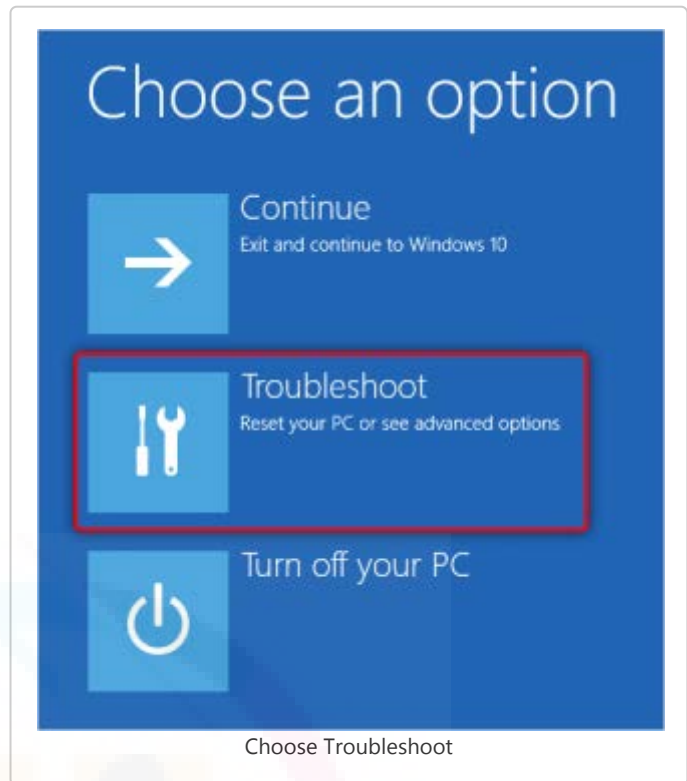 Choose an option
Continue
Exit and continue to Windows 10
Troubleshoot
Reset your PC or see advanced options
Turn off your PC
Choose Troubleshoot